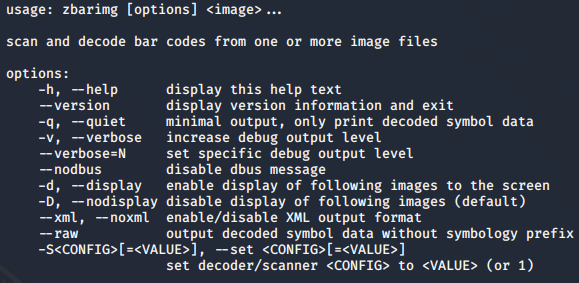 usage: zbarimg [options] <image>...
scan and decode bar codes from one or more image files
options:
-h, --help display this help text
--version display version information and exit
-q, --quiet minimal output, only print decoded symbol data
-v, --verbose increase debug output level
--verbose=N set specific debug output level
--nodbus disable dbus message
-d, --display enable display of following images to the screen
-D, --nodisplay disable display of following images (default)
--xml, --noxml enable/disable XML output format
--raw output decoded symbol data without symbology prefix
-S<CONFIG>[=<VALUE>], --set <CONFIG>[=<VALUE>]
set decoder/scanner <CONFIG> to <VALUE> (or 1)